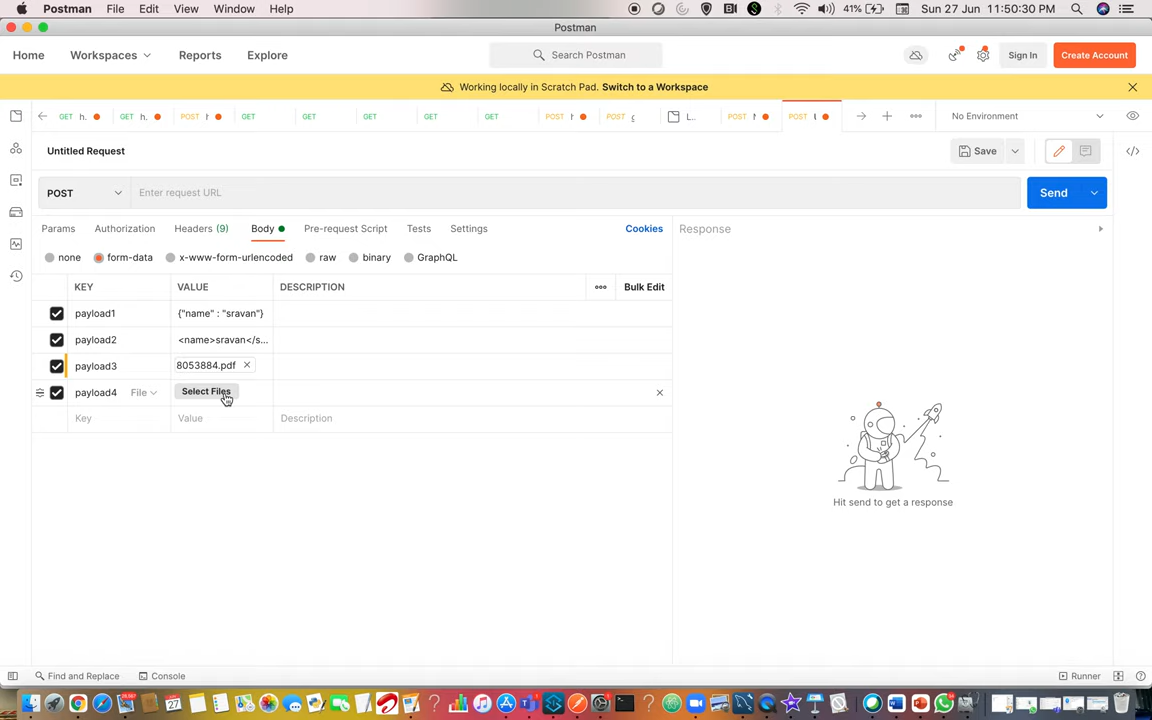 Postman File Edit View Window Help 41% Sun 27 Jun 11:50:30 PM
Postman
Home Workspaces Reports Explore Search Postman Sign In Create Account
Working locally in Scratch Pad. Switch to a Workspace
GET h. GET h. POST GET GET GET GET GET POST POST L... POST POST No Environment
Untitled Request Save
POST Enter request URL Send
Params Authorization Headers (9) Body Pre-request Script Tests Settings Cookies Response
none form-data x-www-form-urlencoded raw binary GraphQL
KEY VALUE DESCRIPTION Bulk Edit
payload1 {"name" : "sravan"}
payload2 <name>sravan</s...
payload3 8053884.pdf
payload4 File Select Files
Key Value Description
Hit send to get a response
Find and Replace Console Runner